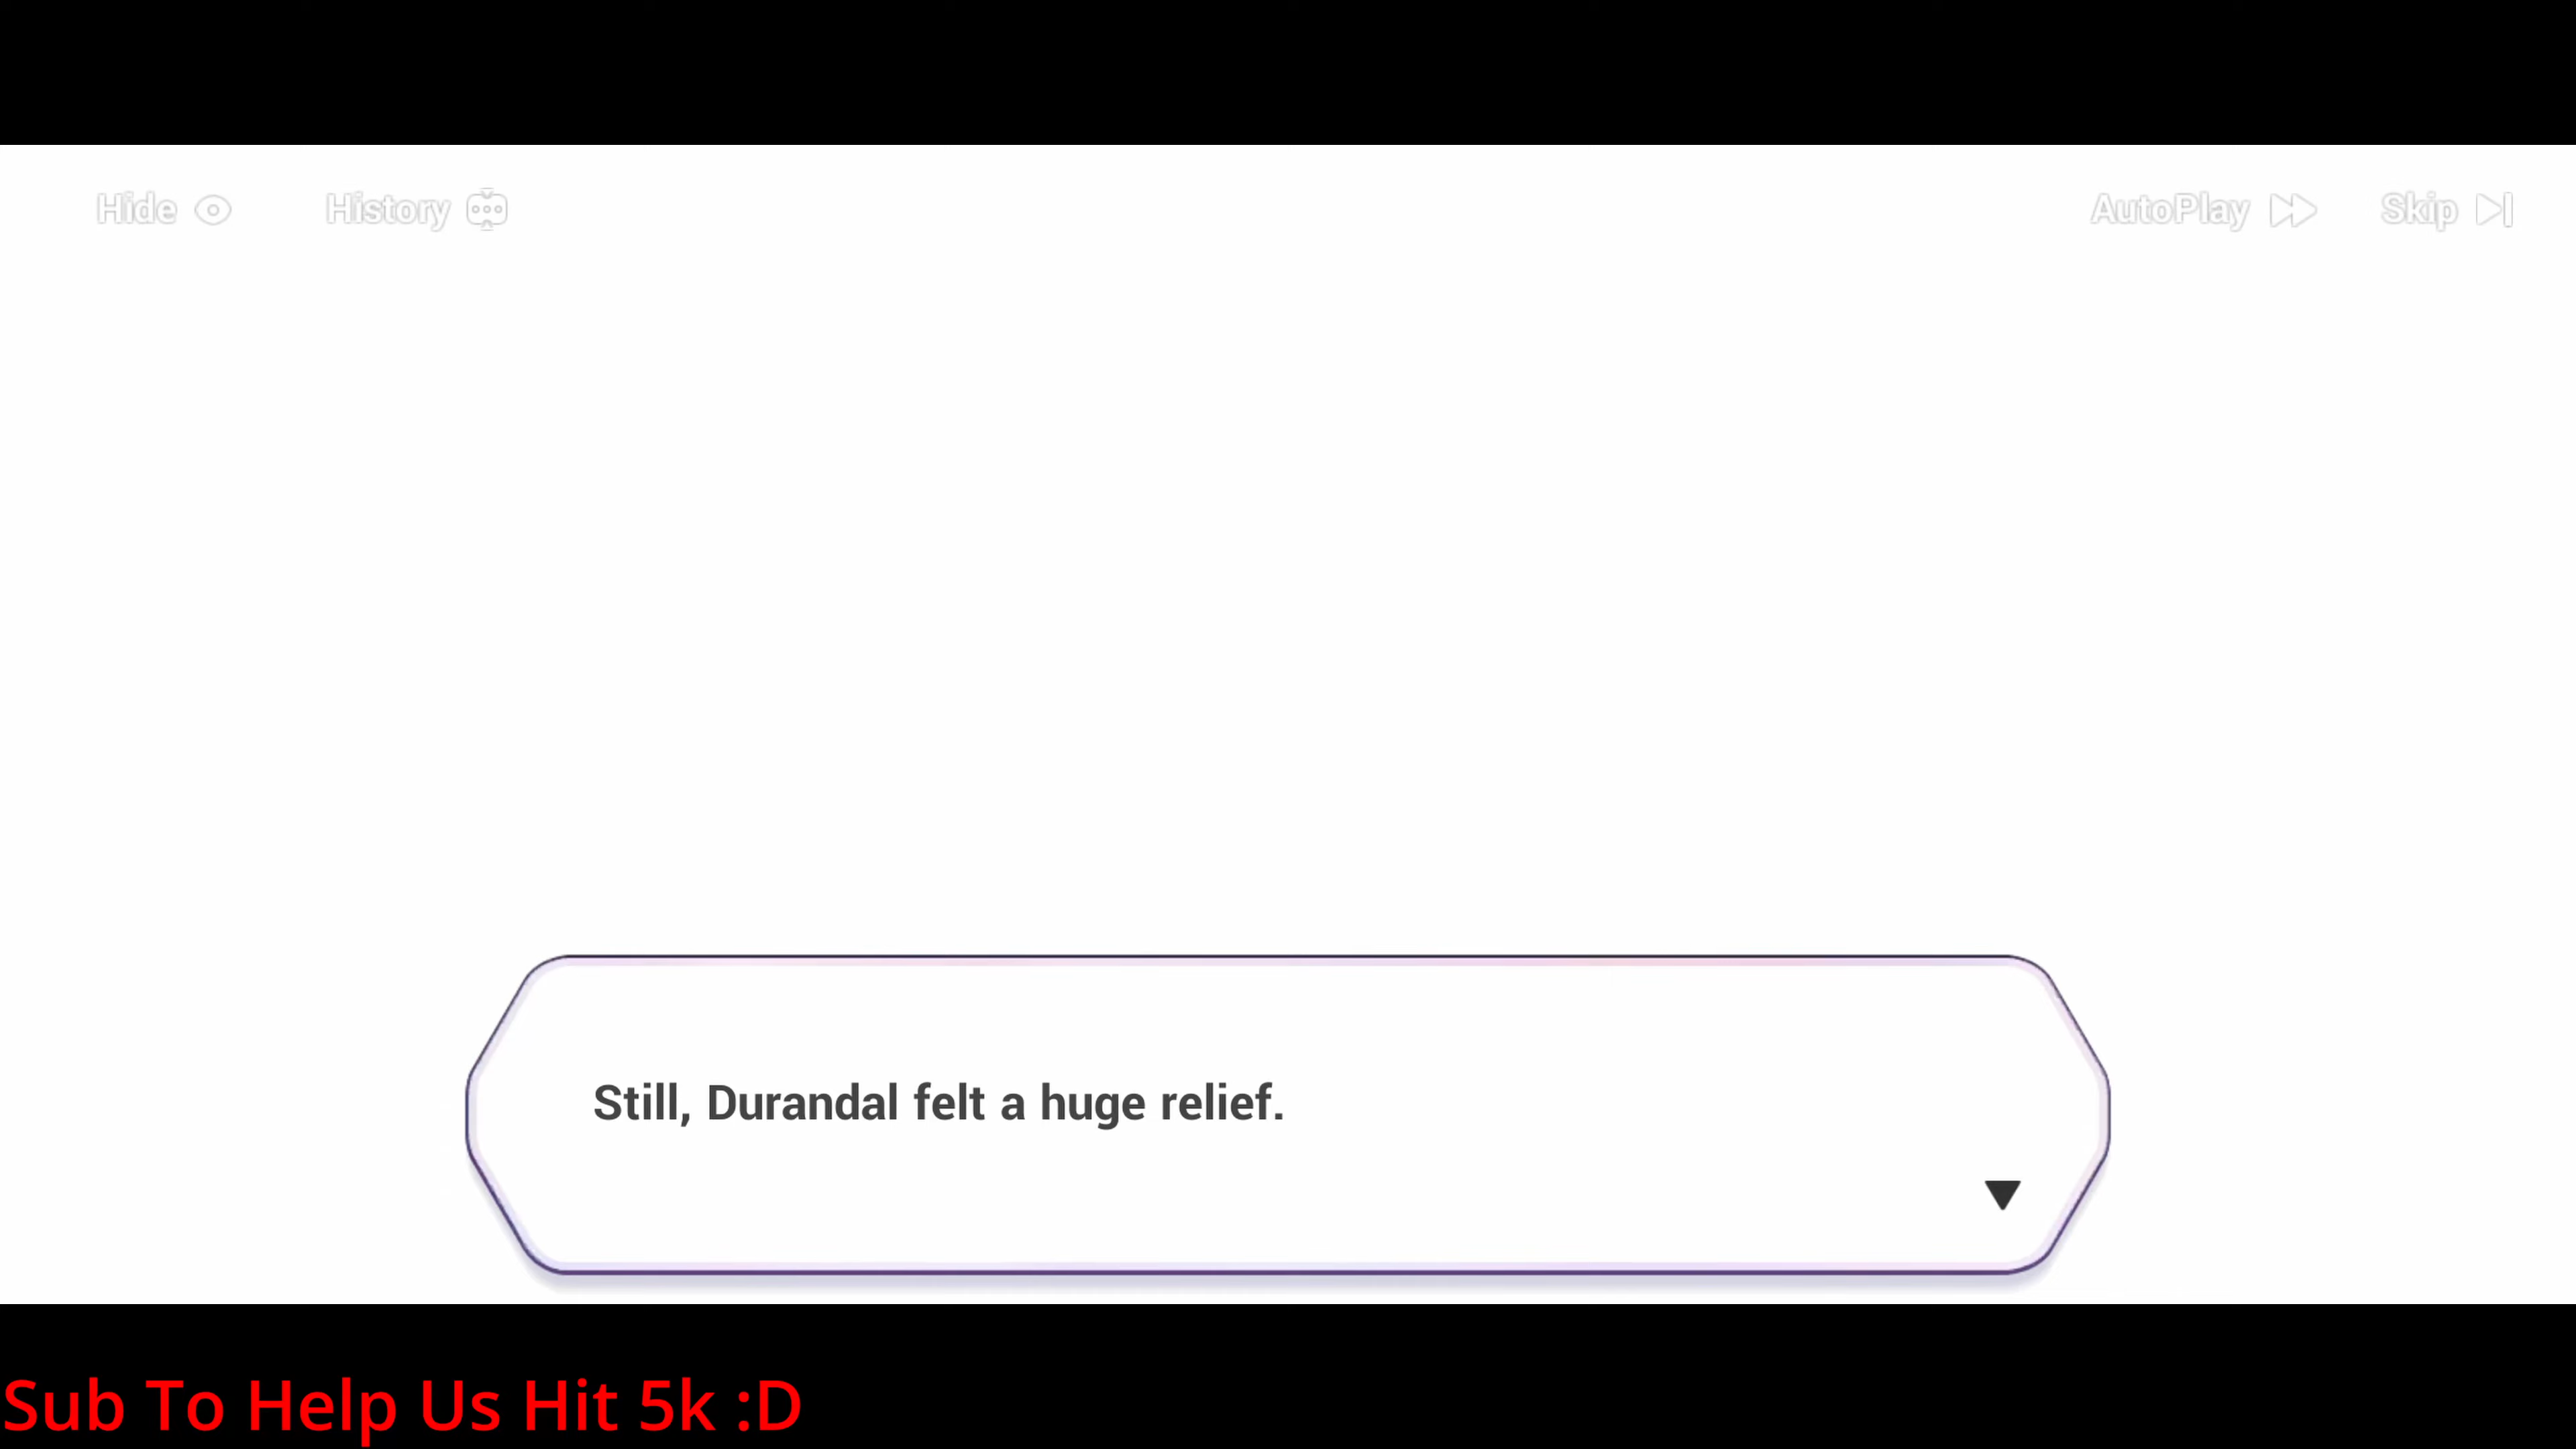 Hide
History
AutoPlay
Skip
Still, Durandal felt a huge relief.
Sub To Help Us Hit 5k :D